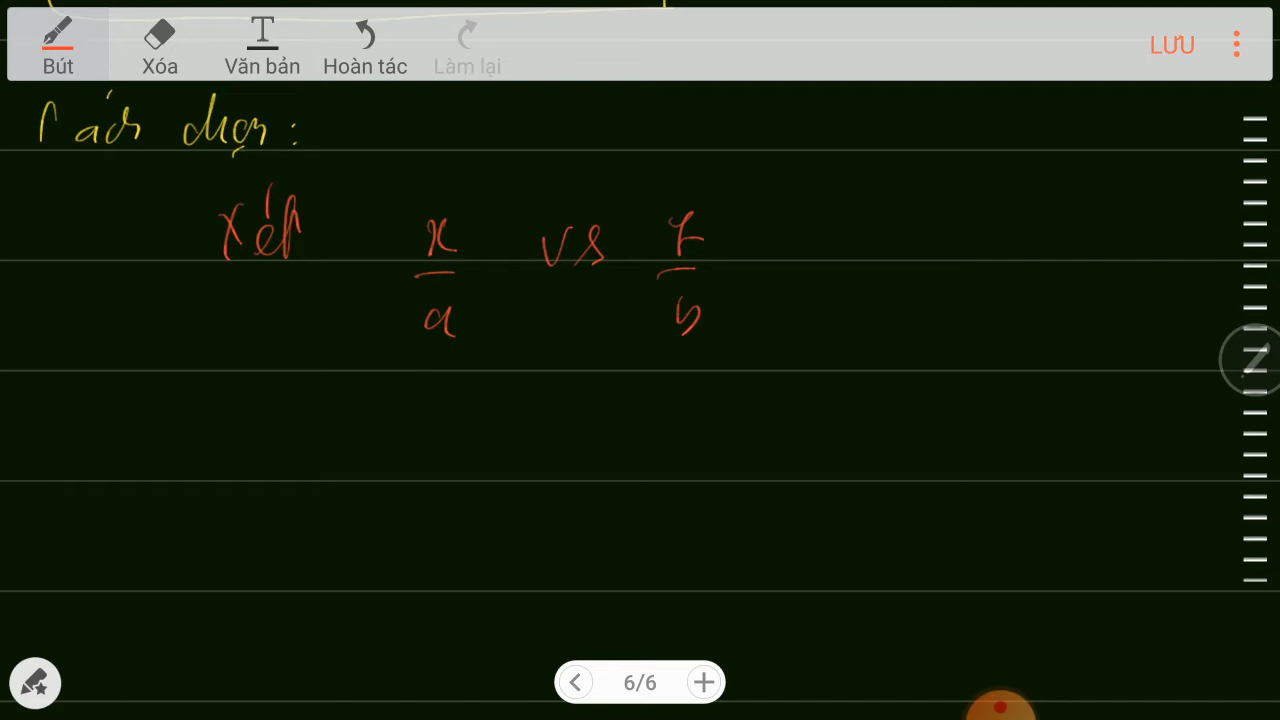 Bút Xóa Văn bản Hoàn tác Làm lại LƯU
Cách chọn:
Xét x/a vs y/b
6/6